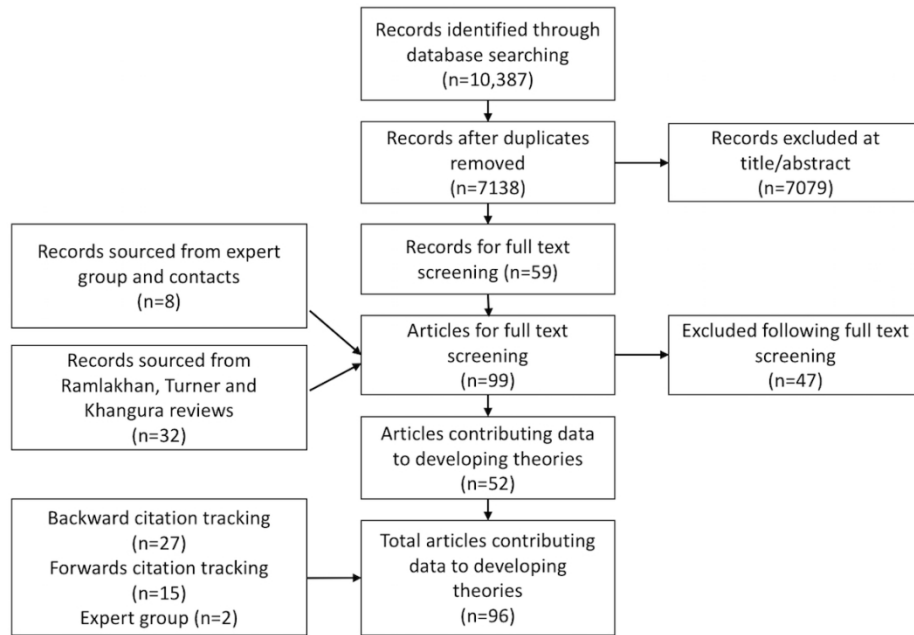 Records identified through
database searching
(n=10,387)
Records after duplicates
removed
(n=7138)
Records excluded at
title/abstract
(n=7079)
Records for full text
screening (n=59)
Records sourced from expert
group and contacts
(n=8)
Records sourced from
Ramlakhan, Turner and
Khangura reviews
(n=32)
Articles for full text
screening
(n=99)
Excluded following full text
screening
(n=47)
Articles contributing data
to developing theories
(n=52)
Backward citation tracking
(n=27)
Forwards citation tracking
(n=15)
Expert group (n=2)
Total articles contributing
data to developing
theories
(n=96)